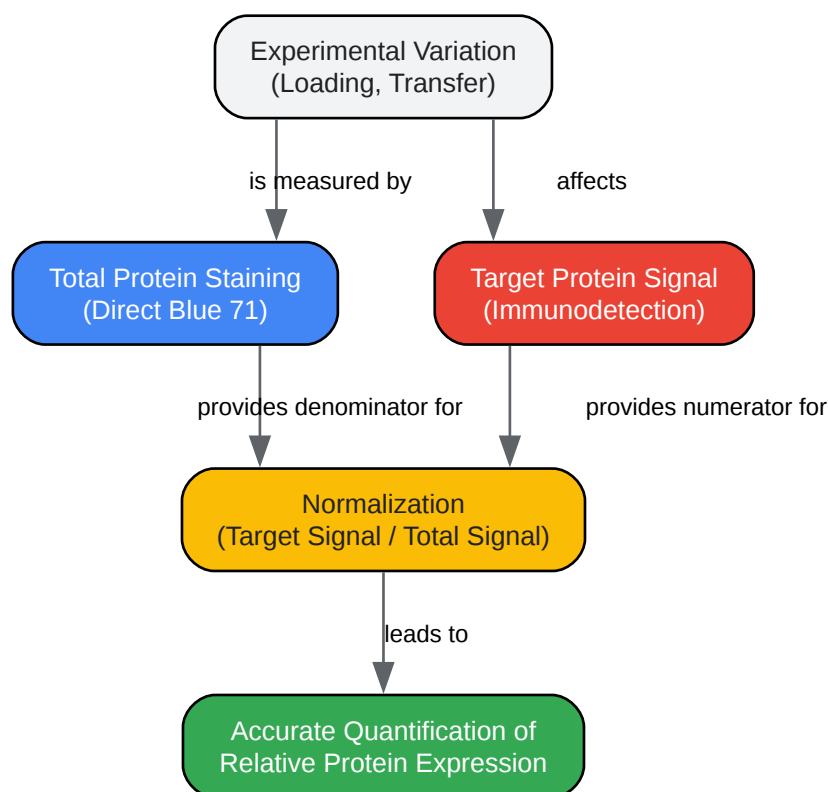 Experimental Variation
(Loading, Transfer)
is measured by
affects
Total Protein Staining
(Direct Blue 71)
Target Protein Signal
(Immunodetection)
provides denominator for
provides numerator for
Normalization
(Target Signal / Total Signal)
leads to
Accurate Quantification of
Relative Protein Expression